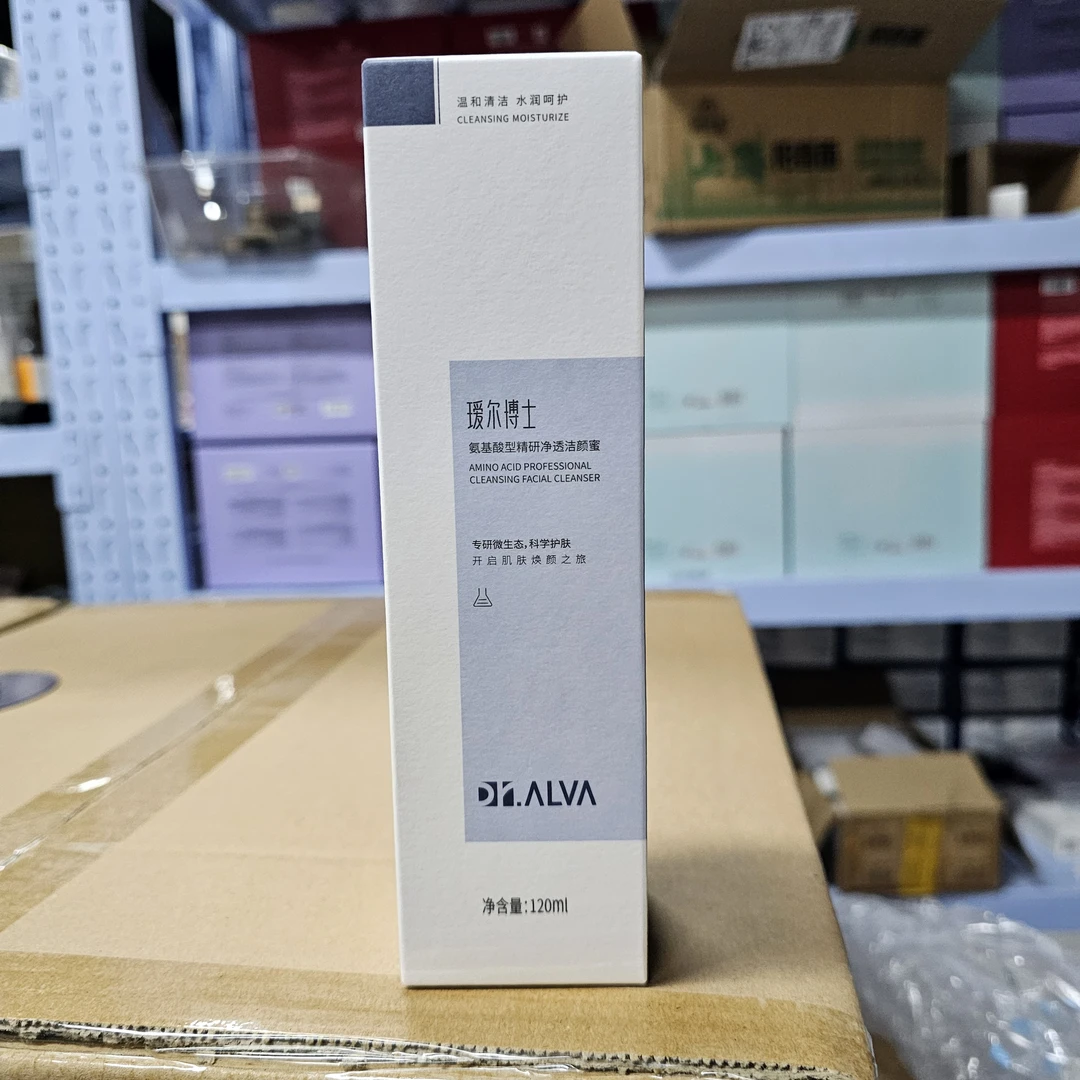 温和清洁 水润呵护
CLEANSING MOISTURIZE
瑷尔博士
氨基酸型精研净透洁颜蜜
AMINO ACID PROFESSIONAL
CLEANSING FACIAL CLEANSER
专研微生态,科学护肤
开启肌肤焕颜之旅
DR.ALVA
净含量:120ml